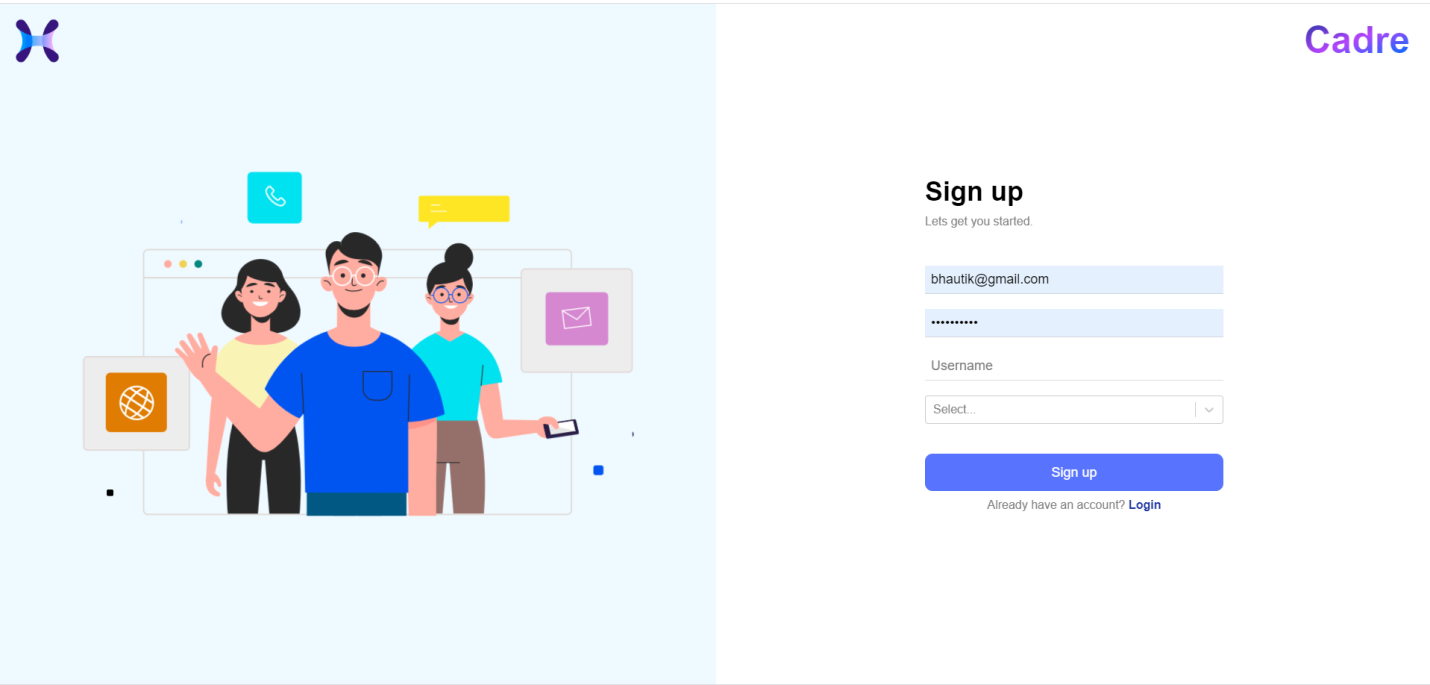 Cadre
Sign up
Lets get you started.
bhautik@gmail.com
••••••••••
Username
Select...
Sign up
Already have an account? Login